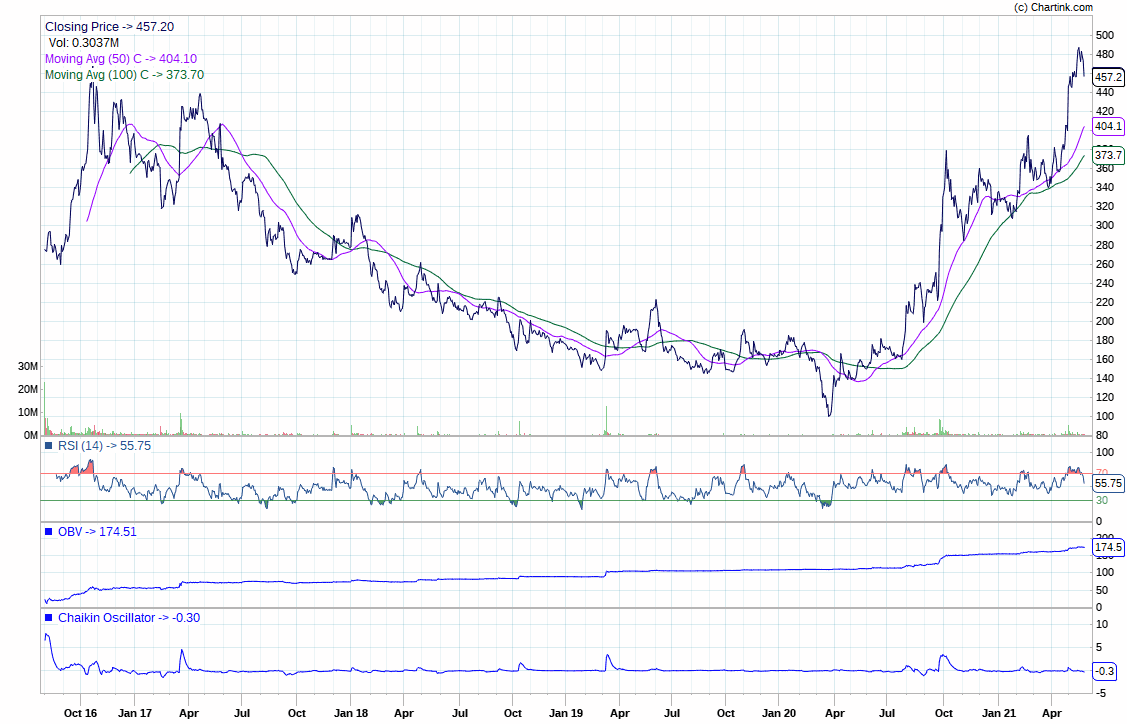 (c) Chartink.com
Closing Price -> 457.20
Vol: 0.3037M
Moving Avg (50) C -> 404.10
Moving Avg (100) C -> 373.70
500
480
457.2
440
420
404.1
373.7
360
340
320
300
280
260
240
220
200
180
160
140
120
100
80
30M
20M
10M
0M
RSI (14) -> 55.75
100
70
55.75
30
0
OBV -> 174.51
200
174.5
100
50
0
Chaikin Oscillator -> -0.30
10
5
-0.3
-5
Oct 16 Jan 17 Apr Jul Oct Jan 18 Apr Jul Oct Jan 19 Apr Jul Oct Jan 20 Apr Jul Oct Jan 21 Apr